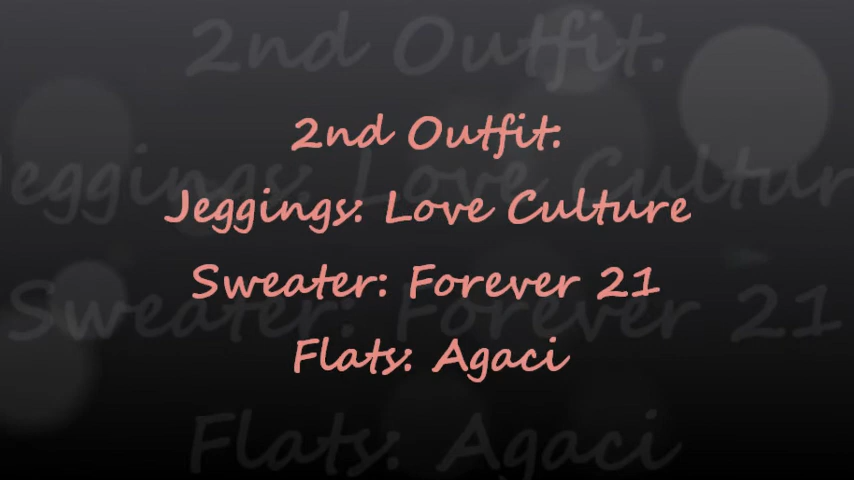 2nd Outfit:
Jeggings: Love Culture
Sweater: Forever 21
Flats: Agaci